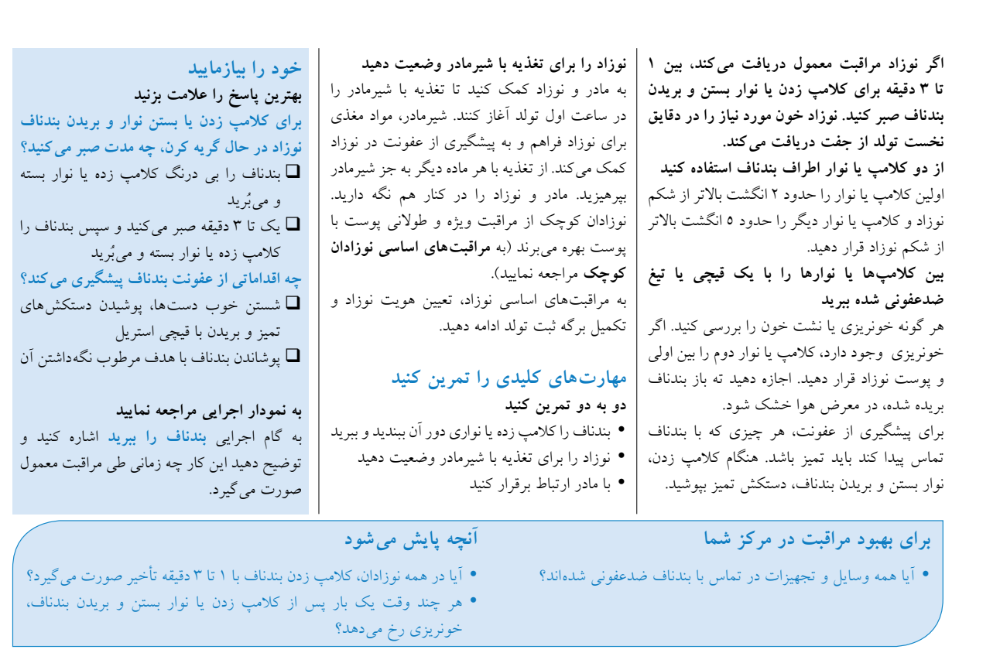 اگر نوزاد مراقبت معمول دریافت می‌کند، بین ۱
تا ۳ دقیقه برای کلامپ زدن یا نوار بستن و بریدن
بندناف صبر کنید. نوزاد خون مورد نیاز را در دقایق
نخست تولد از جفت دریافت می‌کند.
از دو کلامپ یا نوار اطراف بندناف استفاده کنید
اولین کلامپ یا نوار را حدود ۲ انگشت بالاتر از شکم
نوزاد و کلامپ یا نوار دیگر را حدود ۵ انگشت بالاتر
از شکم نوزاد قرار دهید.
بین کلامپ‌ها یا نوارها را با یک قیچی یا تیغ
ضدعفونی شده ببرید
هر گونه خونریزی یا نشت خون را بررسی کنید. اگر
خونریزی وجود دارد، کلامپ یا نوار دوم را بین اولی
و پوست نوزاد قرار دهید. اجازه دهید ته باز بندناف
بریده شده، در معرض هوا خشک شود.
برای پیشگیری از عفونت، هر چیزی که با بندناف
تماس پیدا کند باید تمیز باشد. هنگام کلامپ زدن،
نوار بستن و بریدن بندناف، دستکش تمیز بپوشید.
نوزاد را برای تغذیه با شیرمادر وضعیت دهید
به مادر و نوزاد کمک کنید تا تغذیه با شیرمادر را
در ساعت اول تولد آغاز کنند. شیرمادر، مواد مغذی
برای نوزاد فراهم و به پیشگیری از عفونت در نوزاد
کمک می‌کند. از تغذیه با هر ماده دیگر به جز شیرمادر
بپرهیزید. مادر و نوزاد را در کنار هم نگه دارید.
نوزادان کوچک از مراقبت ویژه و طولانی پوست با
پوست بهره می‌برند (به مراقبت‌های اساسی نوزادان
کوچک مراجعه نمایید).
به مراقبت‌های اساسی نوزاد، تعیین هویت نوزاد و
تکمیل برگه ثبت تولد ادامه دهید.
مهارت‌های کلیدی را تمرین کنید
دو به دو تمرین کنید
• بندناف را کلامپ زده یا نواری دور آن ببندید و ببرید
• نوزاد را برای تغذیه با شیرمادر وضعیت دهید
• با مادر ارتباط برقرار کنید
خود را بیازمایید
بهترین پاسخ را علامت بزنید
برای کلامپ زدن یا بستن نوار و بریدن بندناف
نوزاد در حال گریه کرن، چه مدت صبر می‌کنید؟
❑ بندناف را بی درنگ کلامپ زده یا نوار بسته
و می‌بُرید
❑ یک تا ۳ دقیقه صبر می‌کنید و سپس بندناف را
کلامپ زده یا نوار بسته و می‌بُرید
چه اقداماتی از عفونت بندناف پیشگیری می‌کند؟
❑ شستن خوب دست‌ها، پوشیدن دستکش‌های
تمیز و بریدن با قیچی استریل
❑ پوشاندن بندناف با هدف مرطوب نگه‌داشتن آن
به نمودار اجرایی مراجعه نمایید
به گام اجرایی بندناف را ببرید اشاره کنید و
توضیح دهید این کار چه زمانی طی مراقبت معمول
صورت می‌گیرد.
برای بهبود مراقبت در مرکز شما
• آیا همه وسایل و تجهیزات در تماس با بندناف ضدعفونی شده‌اند؟
آنچه پایش می‌شود
• آیا در همه نوزادان، کلامپ زدن بندناف با ۱ تا ۳ دقیقه تأخیر صورت می‌گیرد؟
• هر چند وقت یک بار پس از کلامپ زدن یا نوار بستن و بریدن بندناف،
خونریزی رخ می‌دهد؟